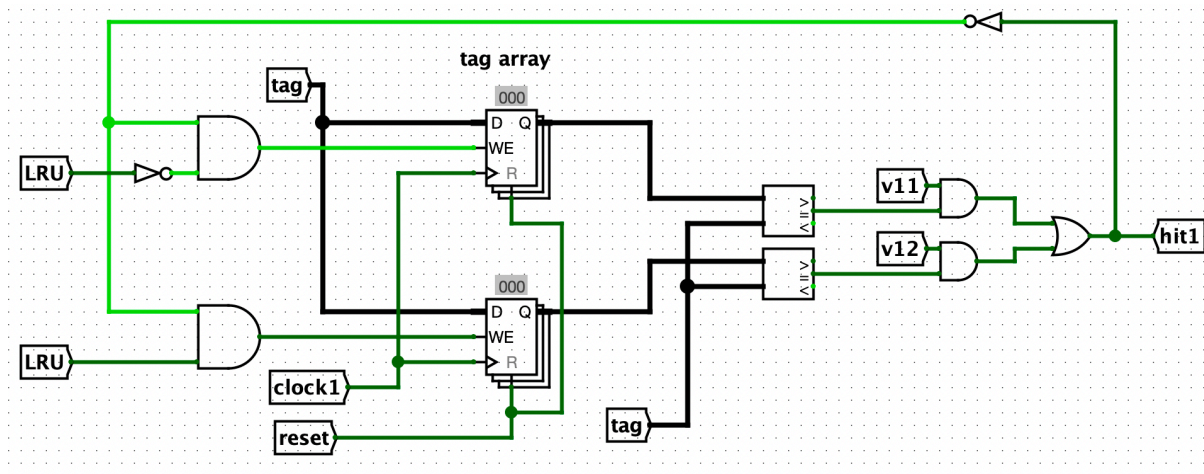 tag array
tag
000
D Q
WE
R
LRU
>
=
<
v11
v12
>
=
<
hit1
000
D Q
WE
R
LRU
clock1
reset
tag